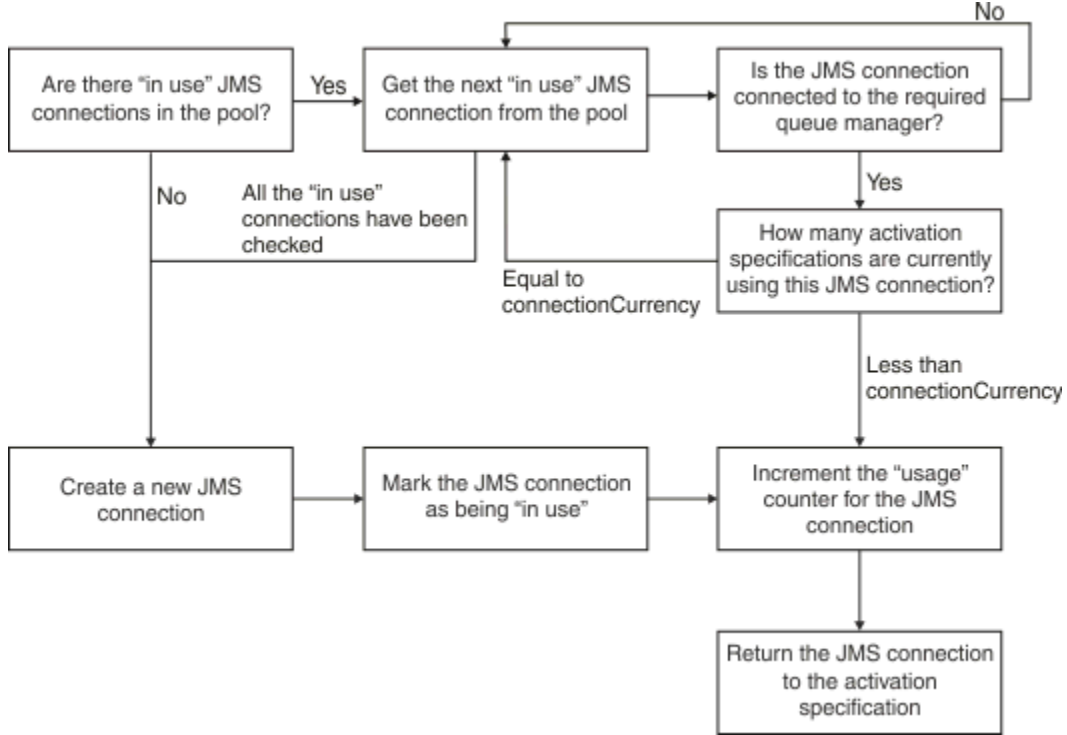 No
Are there “in use” JMS
connections in the pool?
Yes
Get the next “in use” JMS
connection from the pool
Is the JMS connection
connected to the required
queue manager?
No
All the “in use”
connections have been
checked
Yes
How many activation
specifications are currently
using this JMS connection?
Equal to
connectionCurrency
Less than
connectionCurrency
Create a new JMS
connection
Mark the JMS connection
as being “in use”
Increment the “usage”
counter for the JMS
connection
Return the JMS connection
to the activation
specification